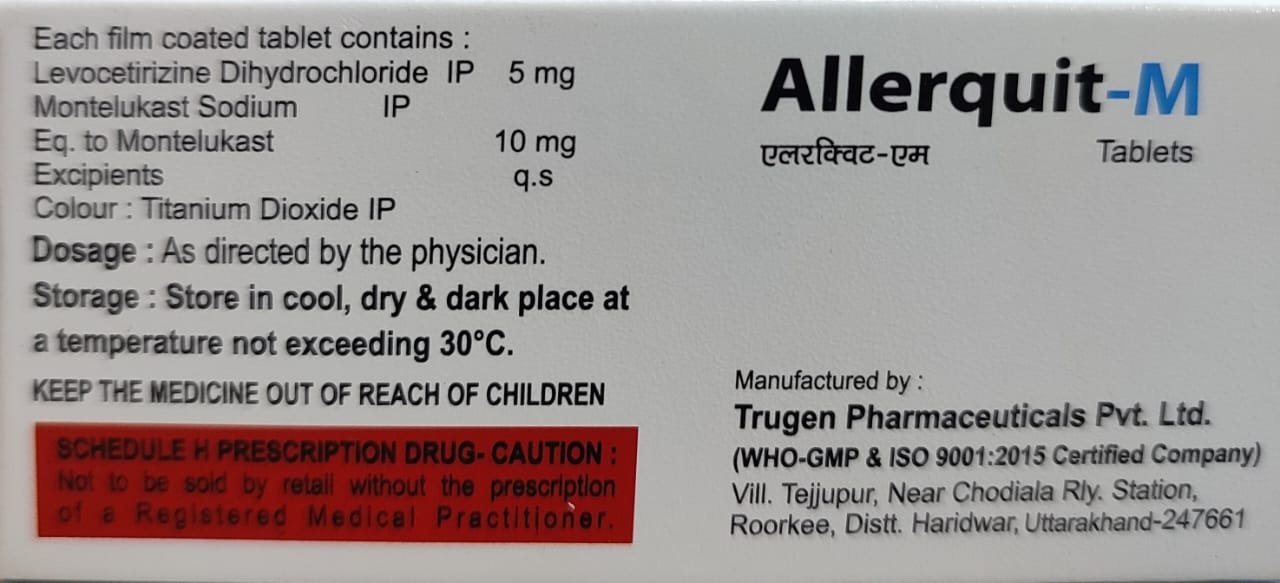 Each film coated tablet contains :
Levocetirizine Dihydrochloride IP 5 mg
Montelukast Sodium IP
Eq. to Montelukast 10 mg
Excipients q.s
Colour : Titanium Dioxide IP
Dosage : As directed by the physician.
Storage : Store in cool, dry & dark place at
a temperature not exceeding 30°C.
KEEP THE MEDICINE OUT OF REACH OF CHILDREN
SCHEDULE H PRESCRIPTION DRUG- CAUTION :
Not to be sold by retail without the prescription
of a Registered Medical Practitioner.
Allerquit-M
एलरक्विट-एम Tablets
Manufactured by :
Trugen Pharmaceuticals Pvt. Ltd.
(WHO-GMP & ISO 9001:2015 Certified Company)
Vill. Tejjupur, Near Chodiala Rly. Station,
Roorkee, Distt. Haridwar, Uttarakhand-247661